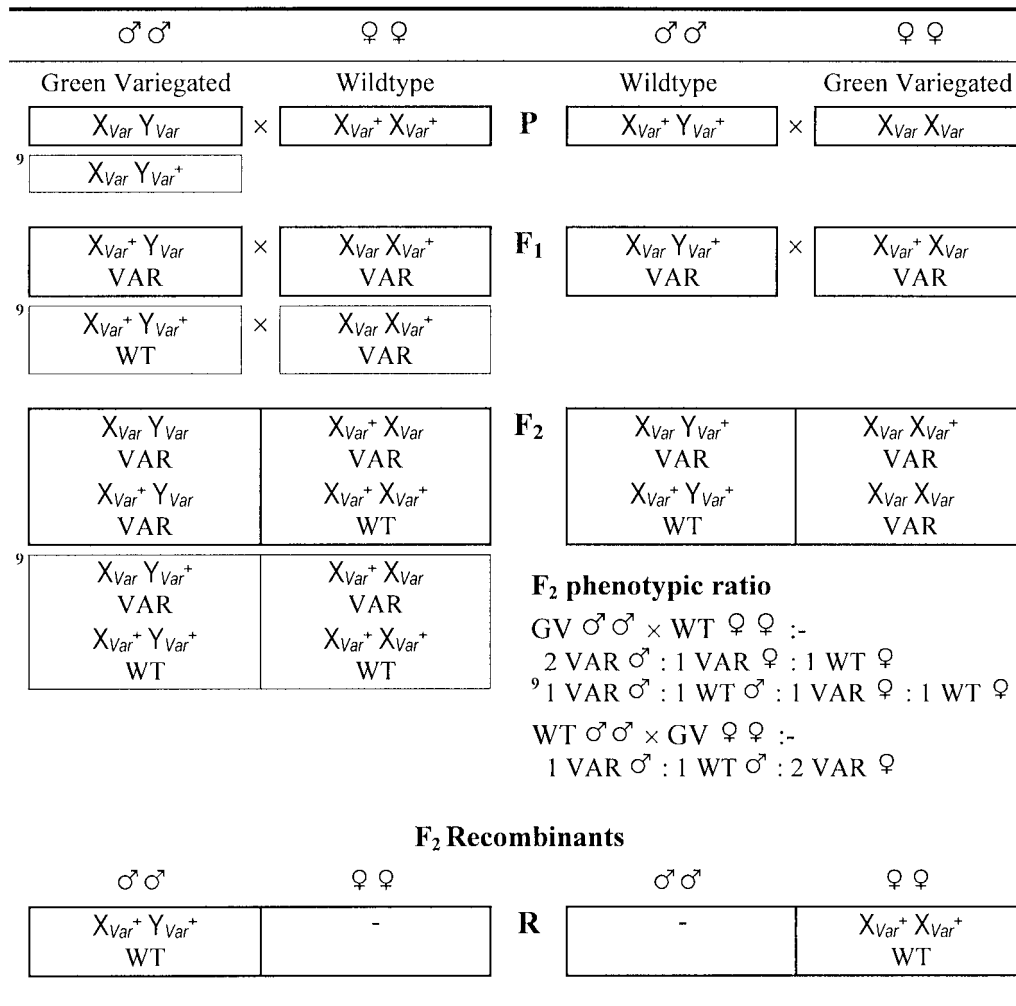 ♂♂ ♀♀ ♂♂ ♀♀
Green Variegated Wildtype Wildtype Green Variegated
X_Var Y_Var × X_Var+ X_Var+ P X_Var+ Y_Var+ × X_Var X_Var
9 X_Var Y_Var+
X_Var+ Y_Var × X_Var X_Var+ F1 X_Var Y_Var+ × X_Var+ X_Var
VAR VAR VAR VAR
9 X_Var+ Y_Var+ × X_Var X_Var+
WT VAR
X_Var Y_Var X_Var+ X_Var F2 X_Var Y_Var+ X_Var X_Var+
VAR VAR VAR VAR
X_Var+ Y_Var X_Var+ X_Var+ X_Var+ Y_Var+ X_Var X_Var
VAR WT WT VAR
9 X_Var Y_Var+ X_Var+ X_Var
VAR VAR
X_Var+ Y_Var+ X_Var+ X_Var+
WT WT
F2 phenotypic ratio
GV ♂♂ × WT ♀♀ :-
2 VAR ♂ : 1 VAR ♀ : 1 WT ♀
9 1 VAR ♂ : 1 WT ♂ : 1 VAR ♀ : 1 WT ♀
WT ♂♂ × GV ♀♀ :-
1 VAR ♂ : 1 WT ♂ : 2 VAR ♀
F2 Recombinants
♂♂ ♀♀ ♂♂ ♀♀
X_Var+ Y_Var+ - R - X_Var+ X_Var+
WT WT